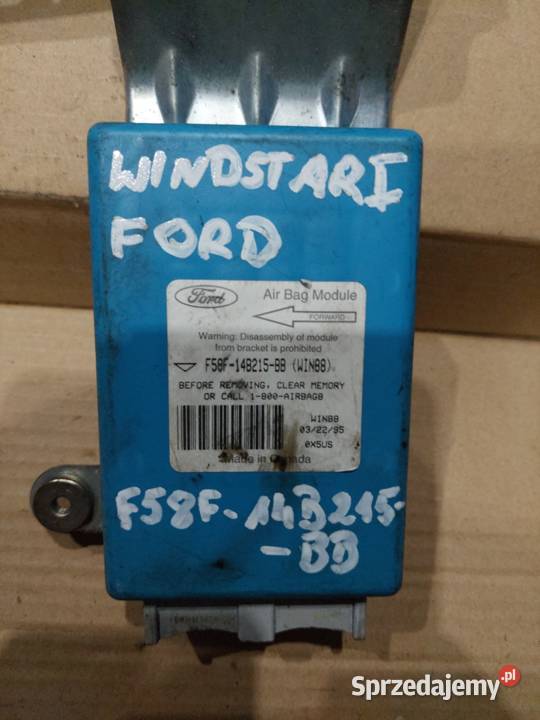 WINDSTAR I
FORD
Ford
Air Bag Module
FORWARD
Warning: Disassembly of module
from bracket is prohibited
F58F-14B215-BB (WINBB)
BEFORE REMOVING, CLEAR MEMORY
OR CALL 1-800-AIRBAG8
WINBB
03/22/95
0X5US
Made in Canada
F58F-14B215-
-BB
Sprzedajemy.pl